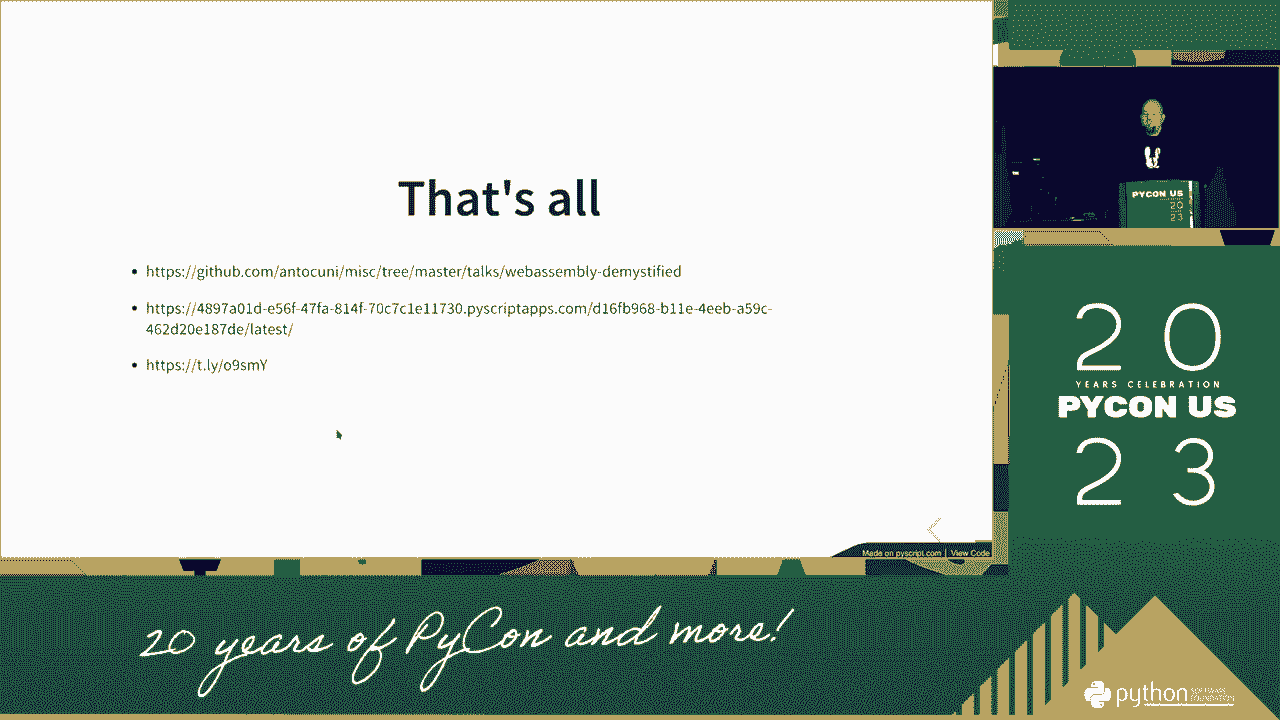 That's all
https://github.com/antocuni/misc/tree/master/talks/webassembly-demystified
https://4897a01d-e56f-47fa-814f-70c7c1e11730.pyscriptapps.com/d16fb968-b11e-4eeb-a59c-
462d20e187de/latest/
https://t.ly/o9smY
Made on pyscript.com | View Code
PYCON US
20
23
20
YEARS CELEBRATION
PYCON US
23
20 years of PyCon and more!
python
SOFTWARE
FOUNDATION